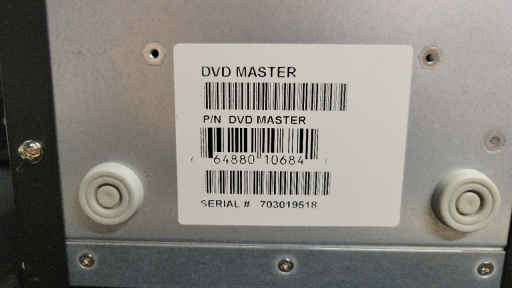 DVD MASTER
P/N DVD MASTER
64880 10684
SERIAL # 703019518